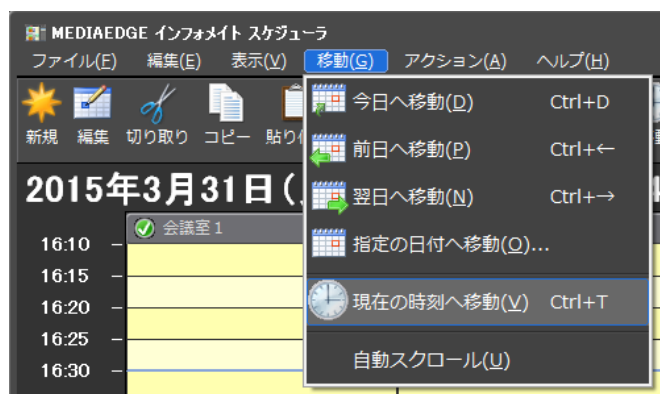 MEDIAEDGE インフォメイト スケジューラ
ファイル(F) 編集(E) 表示(V) 移動(G) アクション(A) ヘルプ(H)
新規 編集 切り取り コピー
今日へ移動(D) Ctrl+D
前日へ移動(P) Ctrl+←
2015年3月31日(
翌日へ移動(N) Ctrl+→
会議室1
16:10
指定の日付へ移動(O)...
16:15
16:20
現在の時刻へ移動(V) Ctrl+T
16:25
16:30
自動スクロール(U)